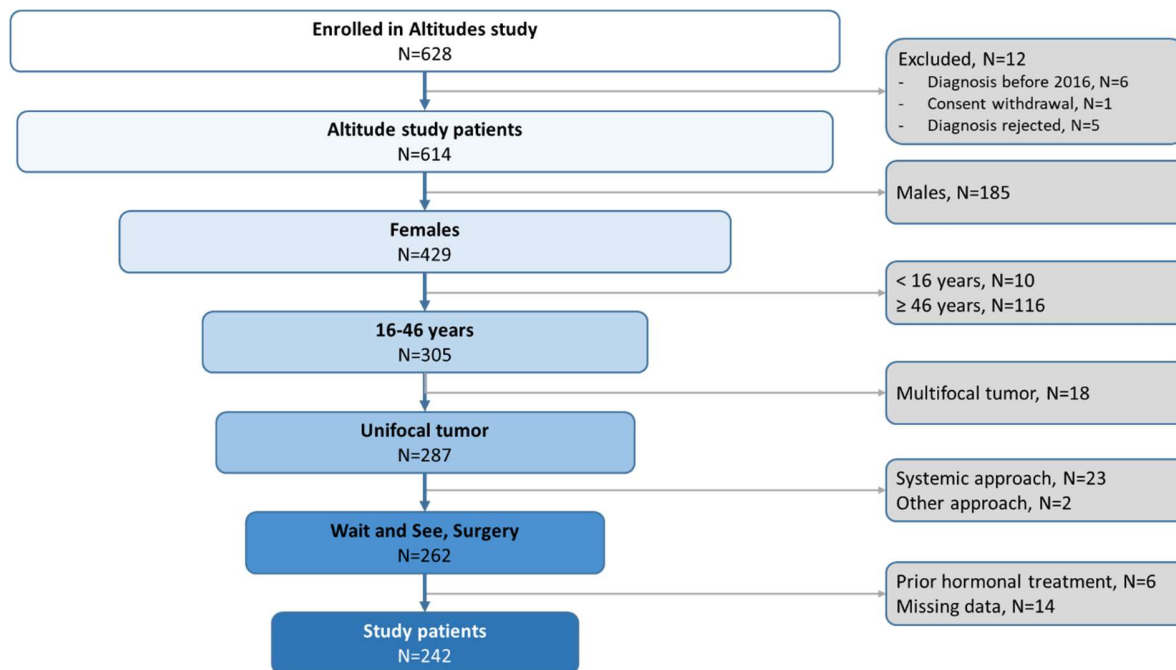 Enrolled in Altitudes study
N=628
Excluded, N=12
- Diagnosis before 2016, N=6
- Consent withdrawal, N=1
- Diagnosis rejected, N=5
Altitude study patients
N=614
Males, N=185
Females
N=429
< 16 years, N=10
≥ 46 years, N=116
16-46 years
N=305
Multifocal tumor, N=18
Unifocal tumor
N=287
Systemic approach, N=23
Other approach, N=2
Wait and See, Surgery
N=262
Prior hormonal treatment, N=6
Missing data, N=14
Study patients
N=242